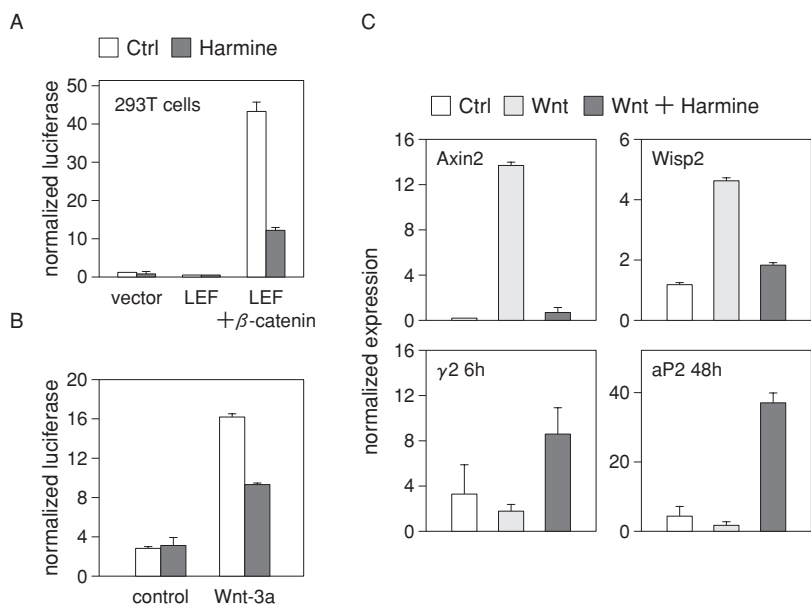 A
Ctrl Harmine
293T cells
normalized luciferase
50
40
30
20
10
0
vector LEF LEF
+β-catenin
B
normalized luciferase
20
16
12
8
4
0
control Wnt-3a
C
Ctrl Wnt Wnt + Harmine
normalized expression
Axin2
16
12
8
4
0
Wisp2
6
4
2
0
γ2 6h
16
12
8
4
0
aP2 48h
40
20
0